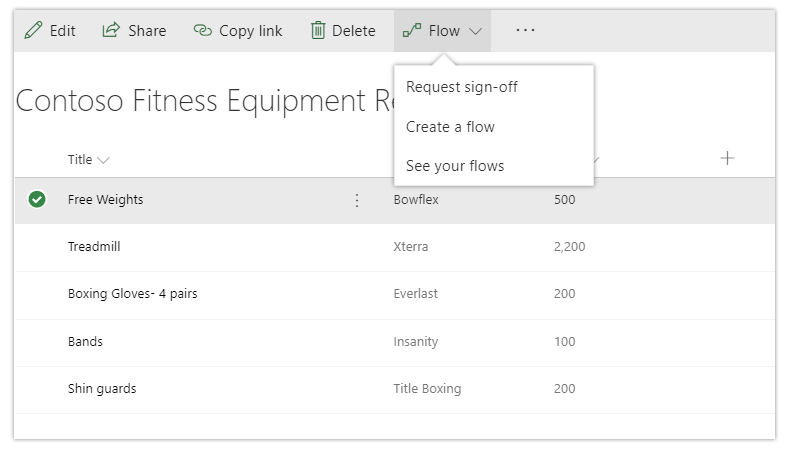 Edit Share Copy link Delete Flow ...
Request sign-off
Contoso Fitness Equipment
Create a flow
Title See your flows
Free Weights Bowflex 500
Treadmill Xterra 2,200
Boxing Gloves- 4 pairs Everlast 200
Bands Insanity 100
Shin guards Title Boxing 200